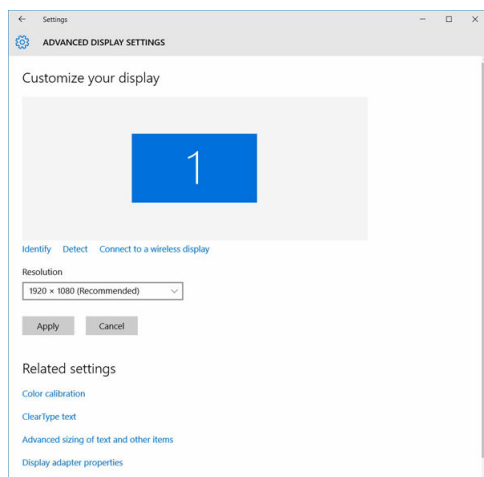 Settings
ADVANCED DISPLAY SETTINGS
Customize your display
1
Identify Detect Connect to a wireless display
Resolution
1920 × 1080 (Recommended)
Apply Cancel
Related settings
Color calibration
ClearType text
Advanced sizing of text and other items
Display adapter properties